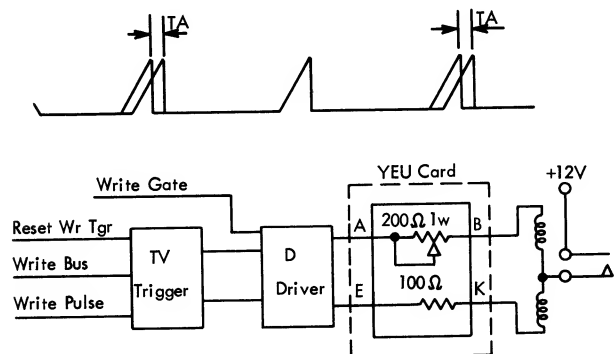 TA
TA
YEU Card
+12V
Write Gate
A
200Ω 1w
B
Reset Wr Tgr
TV
Trigger
D
Driver
Write Bus
100Ω
Write Pulse
E
K